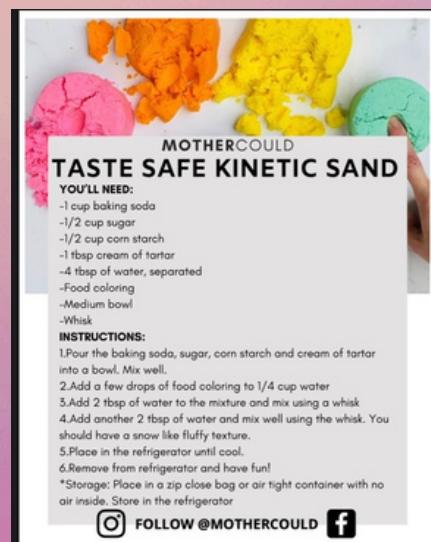 MOTHERCOULD
TASTE SAFE KINETIC SAND
YOU'LL NEED:
-1 cup baking soda
-1/2 cup sugar
-1/2 cup corn starch
-1 tbsp cream of tartar
-4 tbsp of water, separated
-Food coloring
-Medium bowl
-Whisk
INSTRUCTIONS:
1.Pour the baking soda, sugar, corn starch and cream of tartar
into a bowl. Mix well.
2.Add a few drops of food coloring to 1/4 cup water
3.Add 2 tbsp of water to the mixture and mix using a whisk
4.Add another 2 tbsp of water and mix well using the whisk. You
should have a snow like fluffy texture.
5.Place in the refrigerator until cool.
6.Remove from refrigerator and have fun!
*Storage: Place in a zip close bag or air tight container with no
air inside. Store in the refrigerator
FOLLOW @MOTHERCOULD